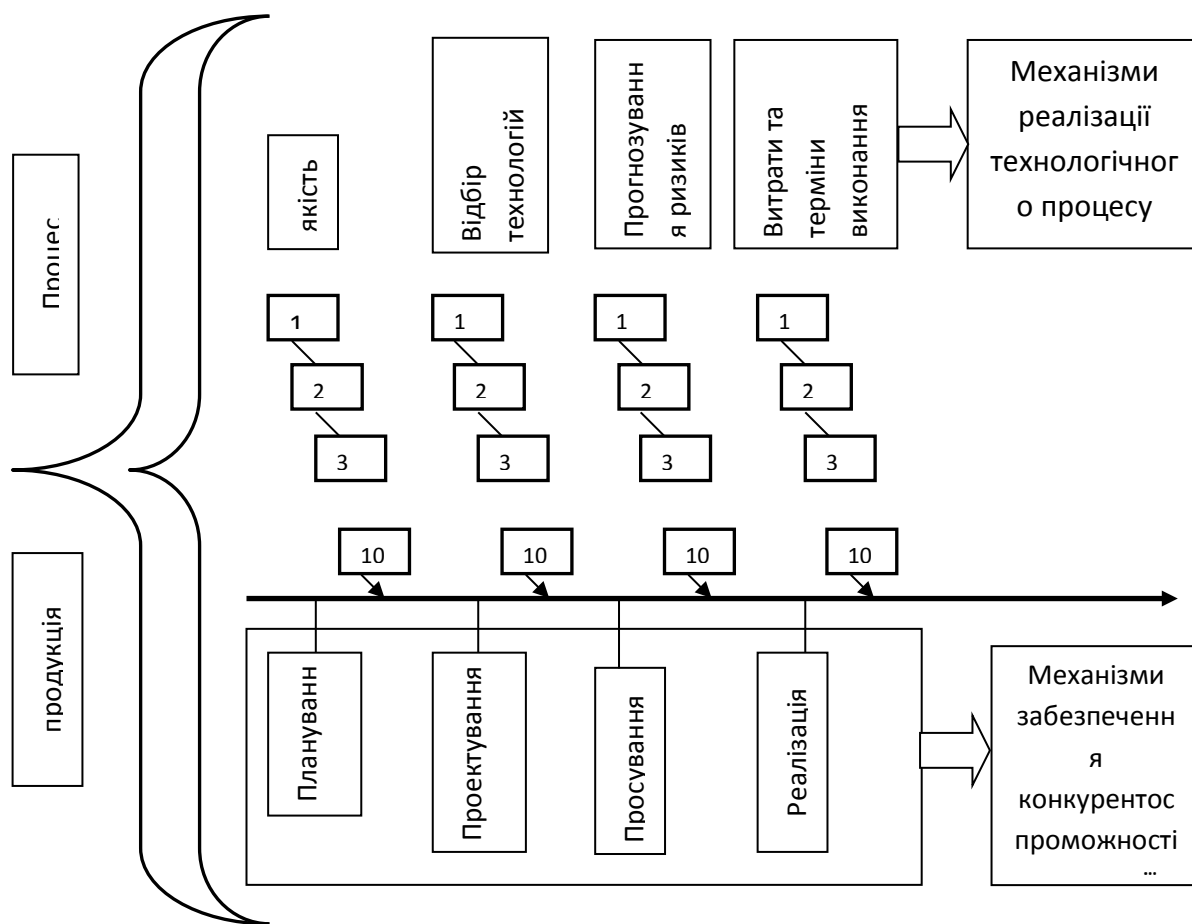 Процес
якість
Відбір
технологій
Прогнозуванн
я ризиків
Витрати та
терміни
виконання
Механізми
реалізації
технологічног
о процесу
1
1
1
1
2
2
2
2
3
3
3
3
продукція
10
10
10
10
Плануванн
Проектування
Просування
Реалізація
Механізми
забезпеченн
я
конкурентос
проможності
...